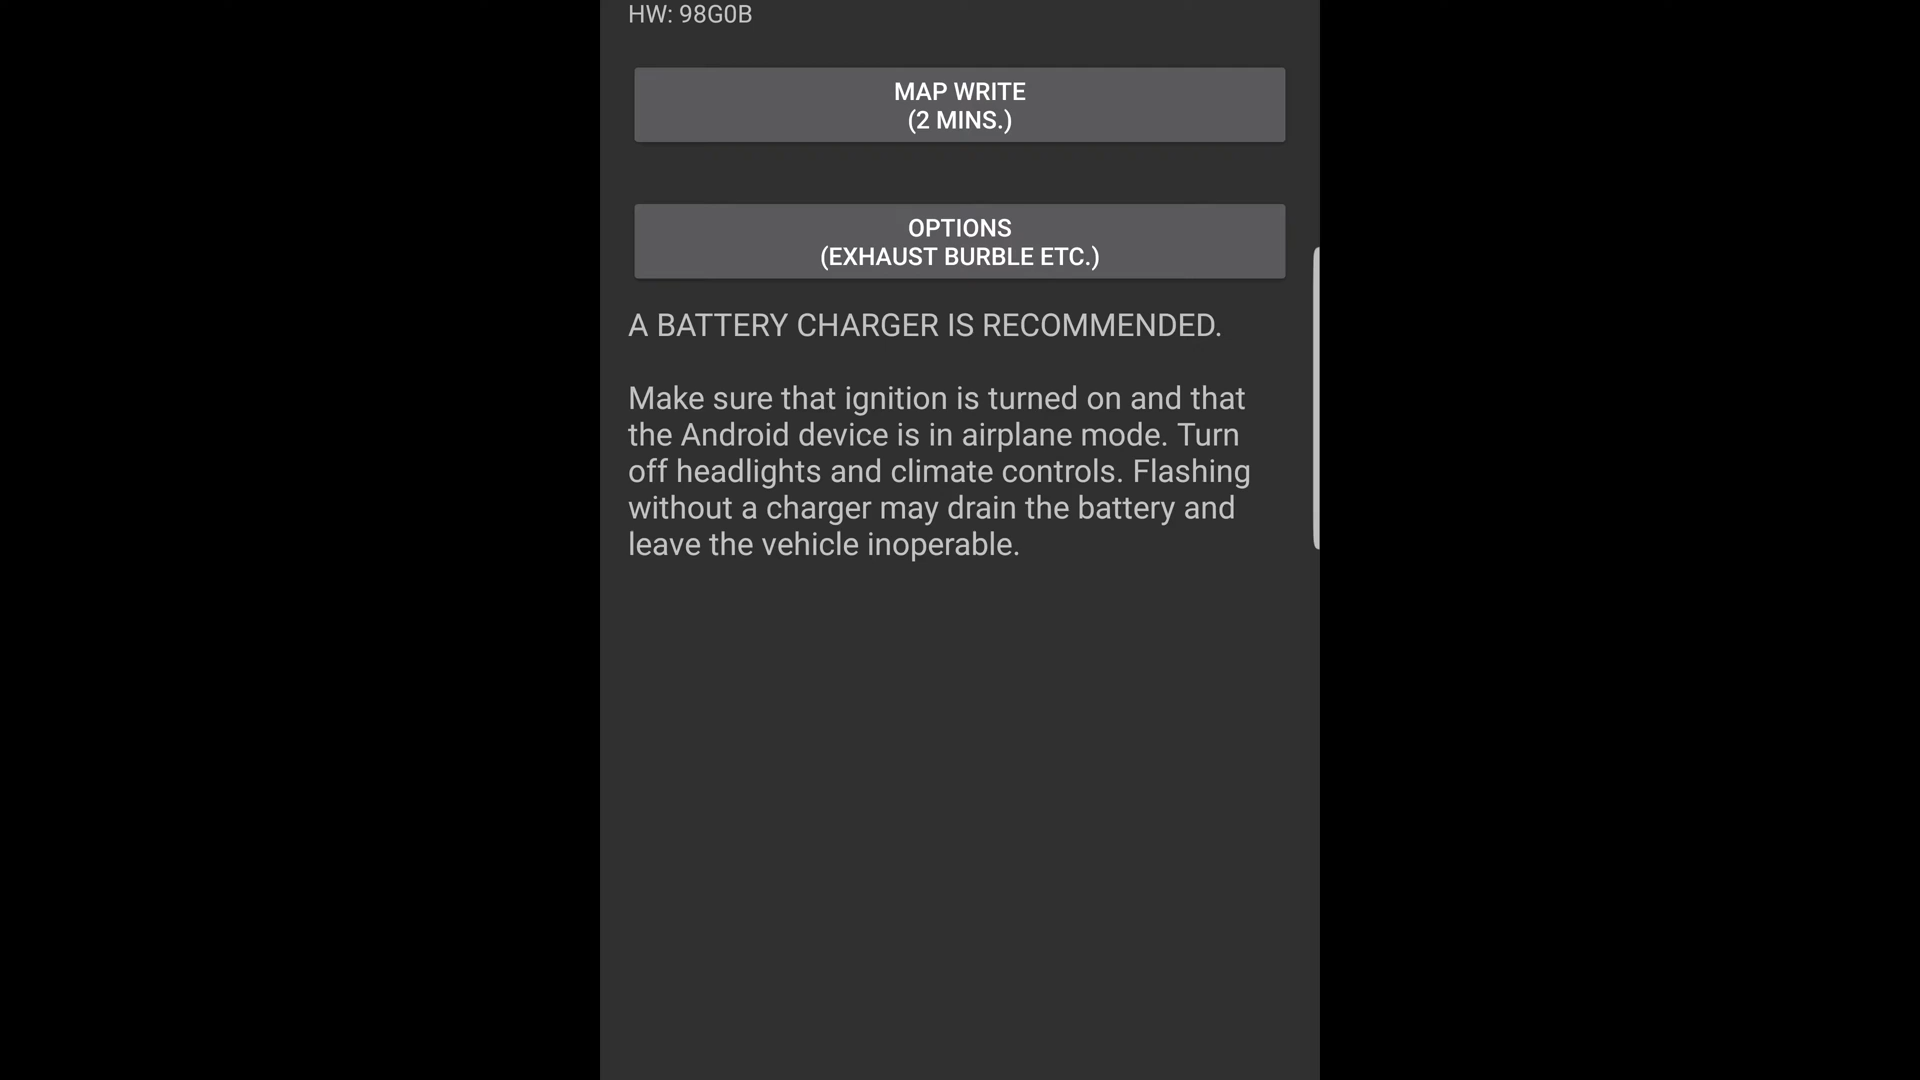 HW: 98G0B
MAP WRITE
(2 MINS.)
OPTIONS
(EXHAUST BURBLE ETC.)
A BATTERY CHARGER IS RECOMMENDED.
Make sure that ignition is turned on and that
the Android device is in airplane mode. Turn
off headlights and climate controls. Flashing
without a charger may drain the battery and
leave the vehicle inoperable.